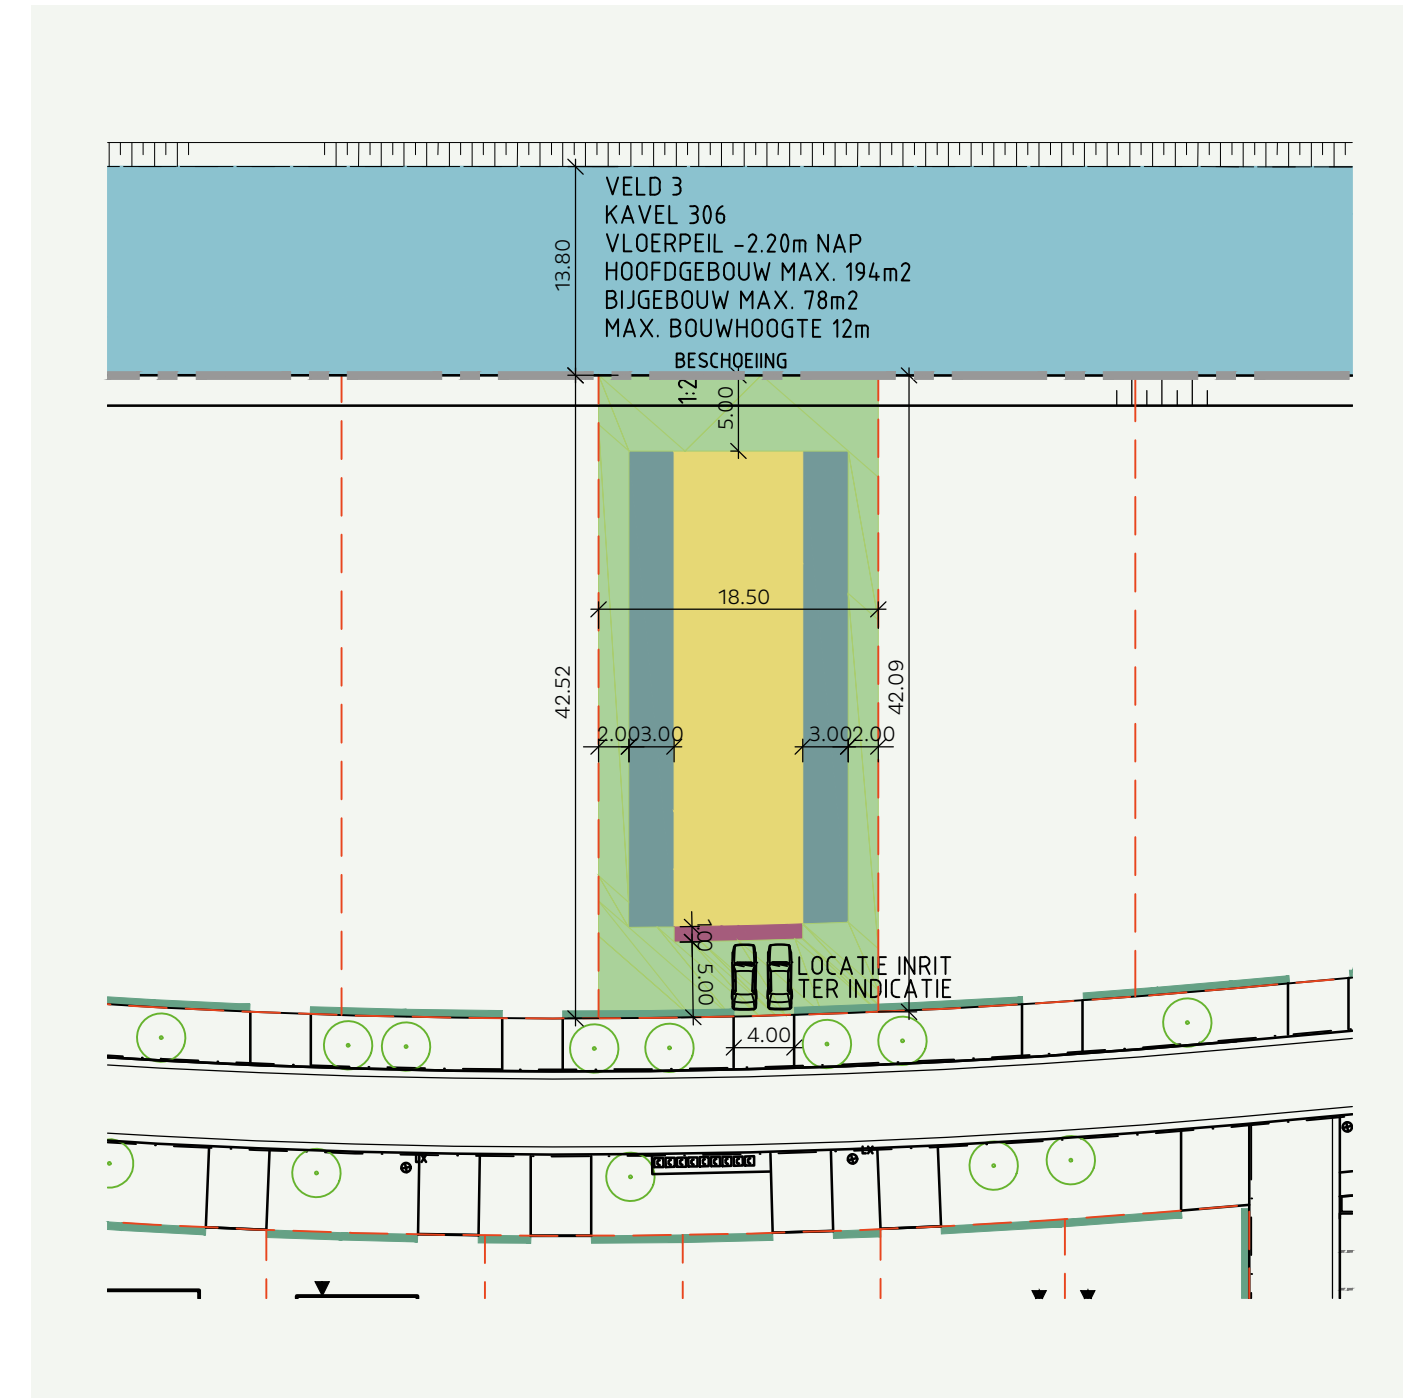 VELD 3
KAVEL 306
VLOERPEIL -2.20m NAP
HOOFDGEBOUW MAX. 194m2
BIJGEBOUW MAX. 78m2
MAX. BOUWHOOGTE 12m
13.80
BESCHOEIING
1:2
5.00
18.50
42.52
42.09
2.00
3.00
3.00
2.00
1.00
5.00
LOCATIE INRIT
TER INDICATIE
4.00